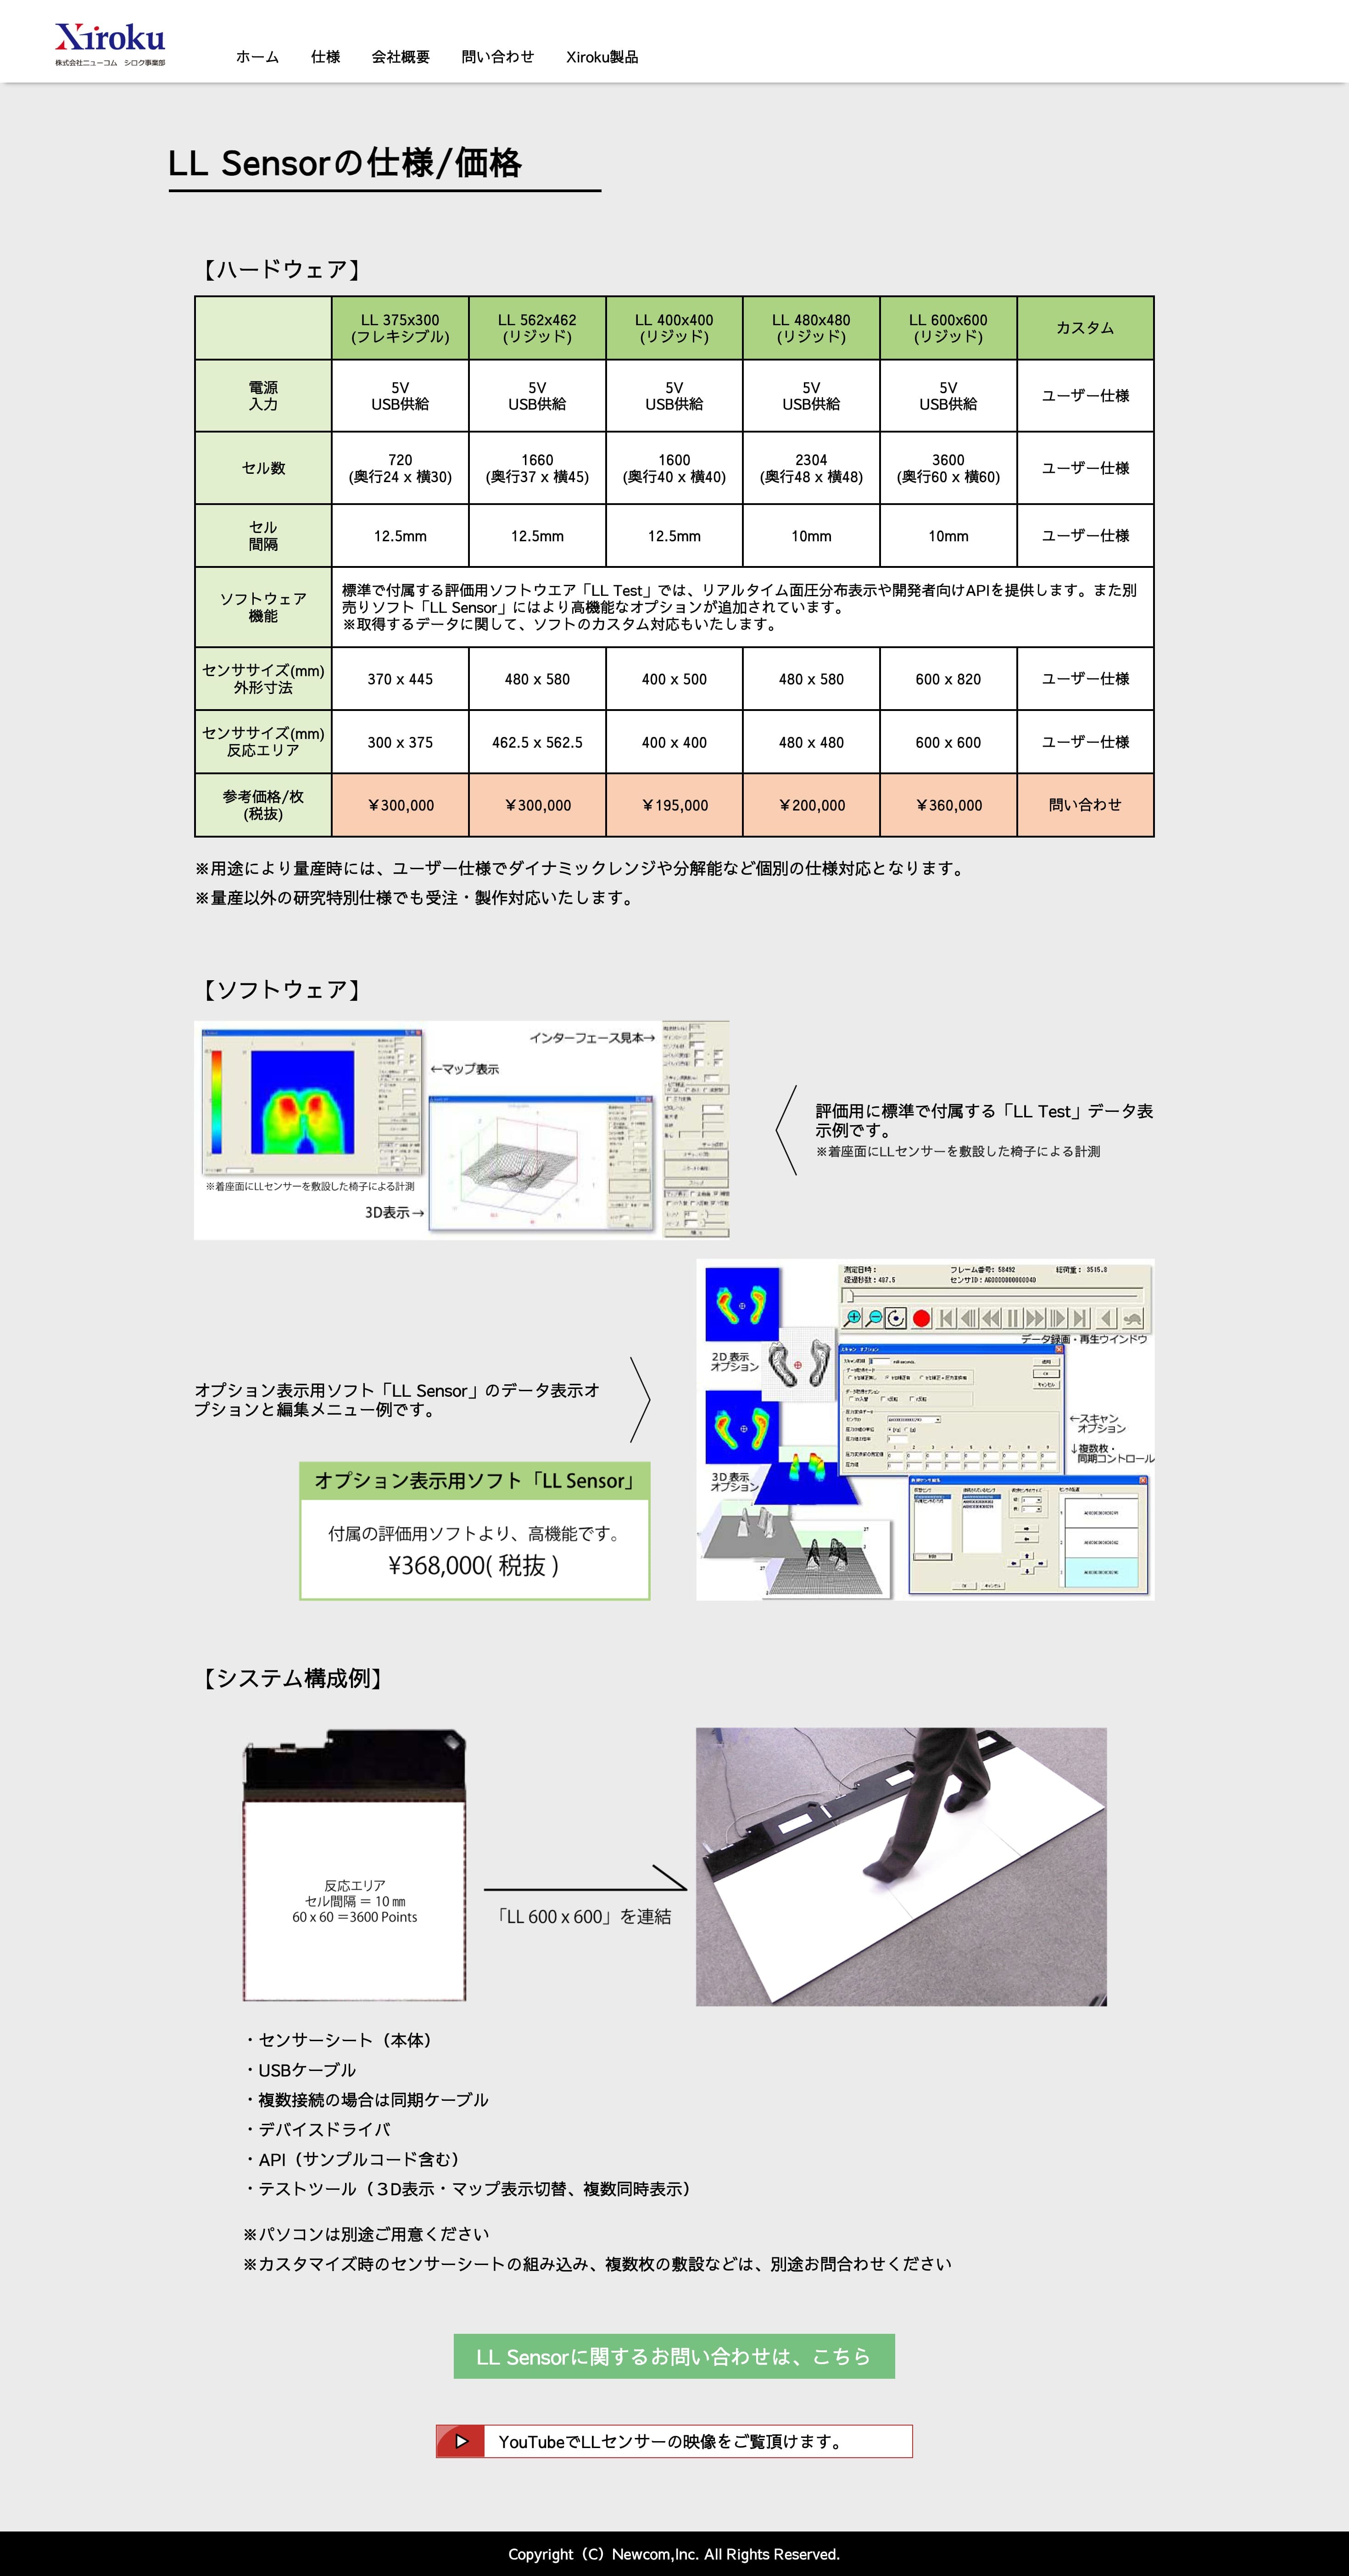 Xiroku
株式会社ニューコム　シロク事業部
ホーム　仕様　会社概要　問い合わせ　Xiroku製品
LL Sensorの仕様/価格
【ハードウェア】
LL 375x300
(フレキシブル)
LL 562x462
(リジッド)
LL 400x400
(リジッド)
LL 480x480
(リジッド)
LL 600x600
(リジッド)
カスタム
電源
入力
5V
USB供給
5V
USB供給
5V
USB供給
5V
USB供給
5V
USB供給
ユーザー仕様
セル数
720
(奥行24 x 横30)
1660
(奥行37 x 横45)
1600
(奥行40 x 横40)
2304
(奥行48 x 横48)
3600
(奥行60 x 横60)
ユーザー仕様
セル
間隔
12.5mm
12.5mm
12.5mm
10mm
10mm
ユーザー仕様
ソフトウェア
機能
標準で付属する評価用ソフトウエア「LL Test」では、リアルタイム面圧分布表示や開発者向けAPIを提供します。また別
売りソフト「LL Sensor」にはより高機能なオプションが追加されています。
※取得するデータに関して、ソフトのカスタム対応もいたします。
センササイズ(mm)
外形寸法
370 x 445
480 x 580
400 x 500
480 x 580
600 x 820
ユーザー仕様
センササイズ(mm)
反応エリア
300 x 375
462.5 x 562.5
400 x 400
480 x 480
600 x 600
ユーザー仕様
参考価格/枚
(税抜)
￥300,000
￥300,000
￥195,000
￥200,000
￥360,000
問い合わせ
※用途により量産時には、ユーザー仕様でダイナミックレンジや分解能など個別の仕様対応となります。
※量産以外の研究特別仕様でも受注・製作対応いたします。
【ソフトウェア】
インターフェース見本→
←マップ表示
※着座面にLLセンサーを敷設した椅子による計測
3D表示→
評価用に標準で付属する「LL Test」データ表
示例です。
※着座面にLLセンサーを敷設した椅子による計測
測定日時：
フレーム番号: 58492
総荷重： 3515.8
経過秒数：487.5
データ録画・再生ウインドウ
2D 表示
オプション
←スキャン
オプション
↓複数枚・
同期コントロール
3D 表示
オプション
オプション表示用ソフト「LL Sensor」のデータ表示オ
プションと編集メニュー例です。
オプション表示用ソフト「LL Sensor」
付属の評価用ソフトより、高機能です。
¥368,000( 税抜 )
【システム構成例】
反応エリア
セル間隔 = 10 ㎜
60 x 60 =3600 Points
「LL 600 x 600」を連結
・センサーシート（本体）
・USBケーブル
・複数接続の場合は同期ケーブル
・デバイスドライバ
・API（サンプルコード含む）
・テストツール（３D表示・マップ表示切替、複数同時表示）
※パソコンは別途ご用意ください
※カスタマイズ時のセンサーシートの組み込み、複数枚の敷設などは、別途お問合わせください
LL Sensorに関するお問い合わせは、こちら
YouTubeでLLセンサーの映像をご覧頂けます。
Copyright（C）Newcom,Inc. All Rights Reserved.